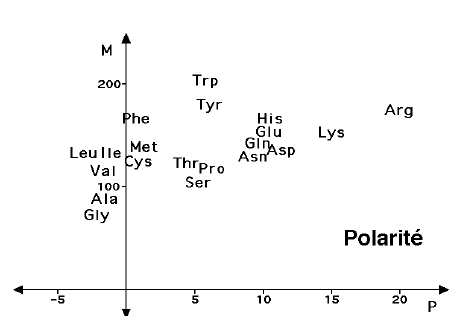 M
Trp
200
Tyr
Arg
Phe
His
Glu
Lys
Met
Gln
Leu Ile
Asp
Asn
Cys
Thr
Val
Pro
100
Ser
Ala
Gly
Polarité
-5
5
10
15
20
P